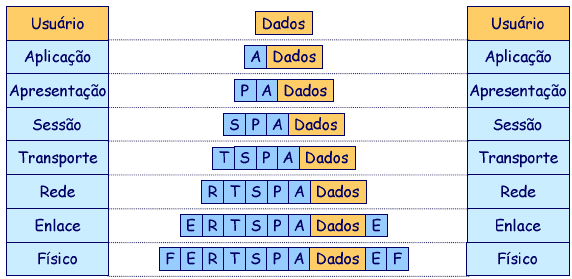 Usuário Dados Usuário
Aplicação A Dados Aplicação
Apresentação P A Dados Apresentação
Sessão S P A Dados Sessão
Transporte T S P A Dados Transporte
Rede R T S P A Dados Rede
Enlace E R T S P A Dados E Enlace
Físico F E R T S P A Dados E F Físico